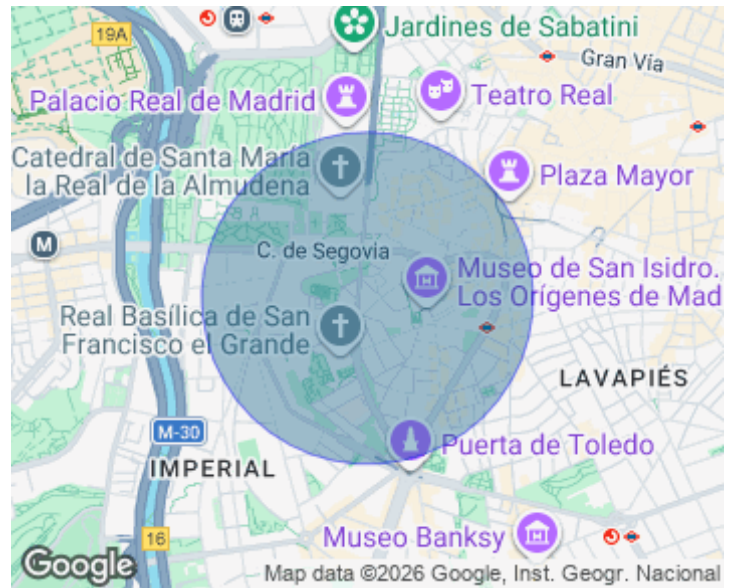 19A
Jardines de Sabatini
Gran Vía
Palacio Real de Madrid
Teatro Real
Catedral de Santa María
la Real de la Almudena
Plaza Mayor
M
C. de Segovia
Museo de San Isidro.
Los Orígenes de Mad
Real Basílica de San
Francisco el Grande
LAVAPIÉS
M-30
Puerta de Toledo
IMPERIAL
16
Museo Banksy
Google
Map data ©2026 Google, Inst. Geogr. Nacional